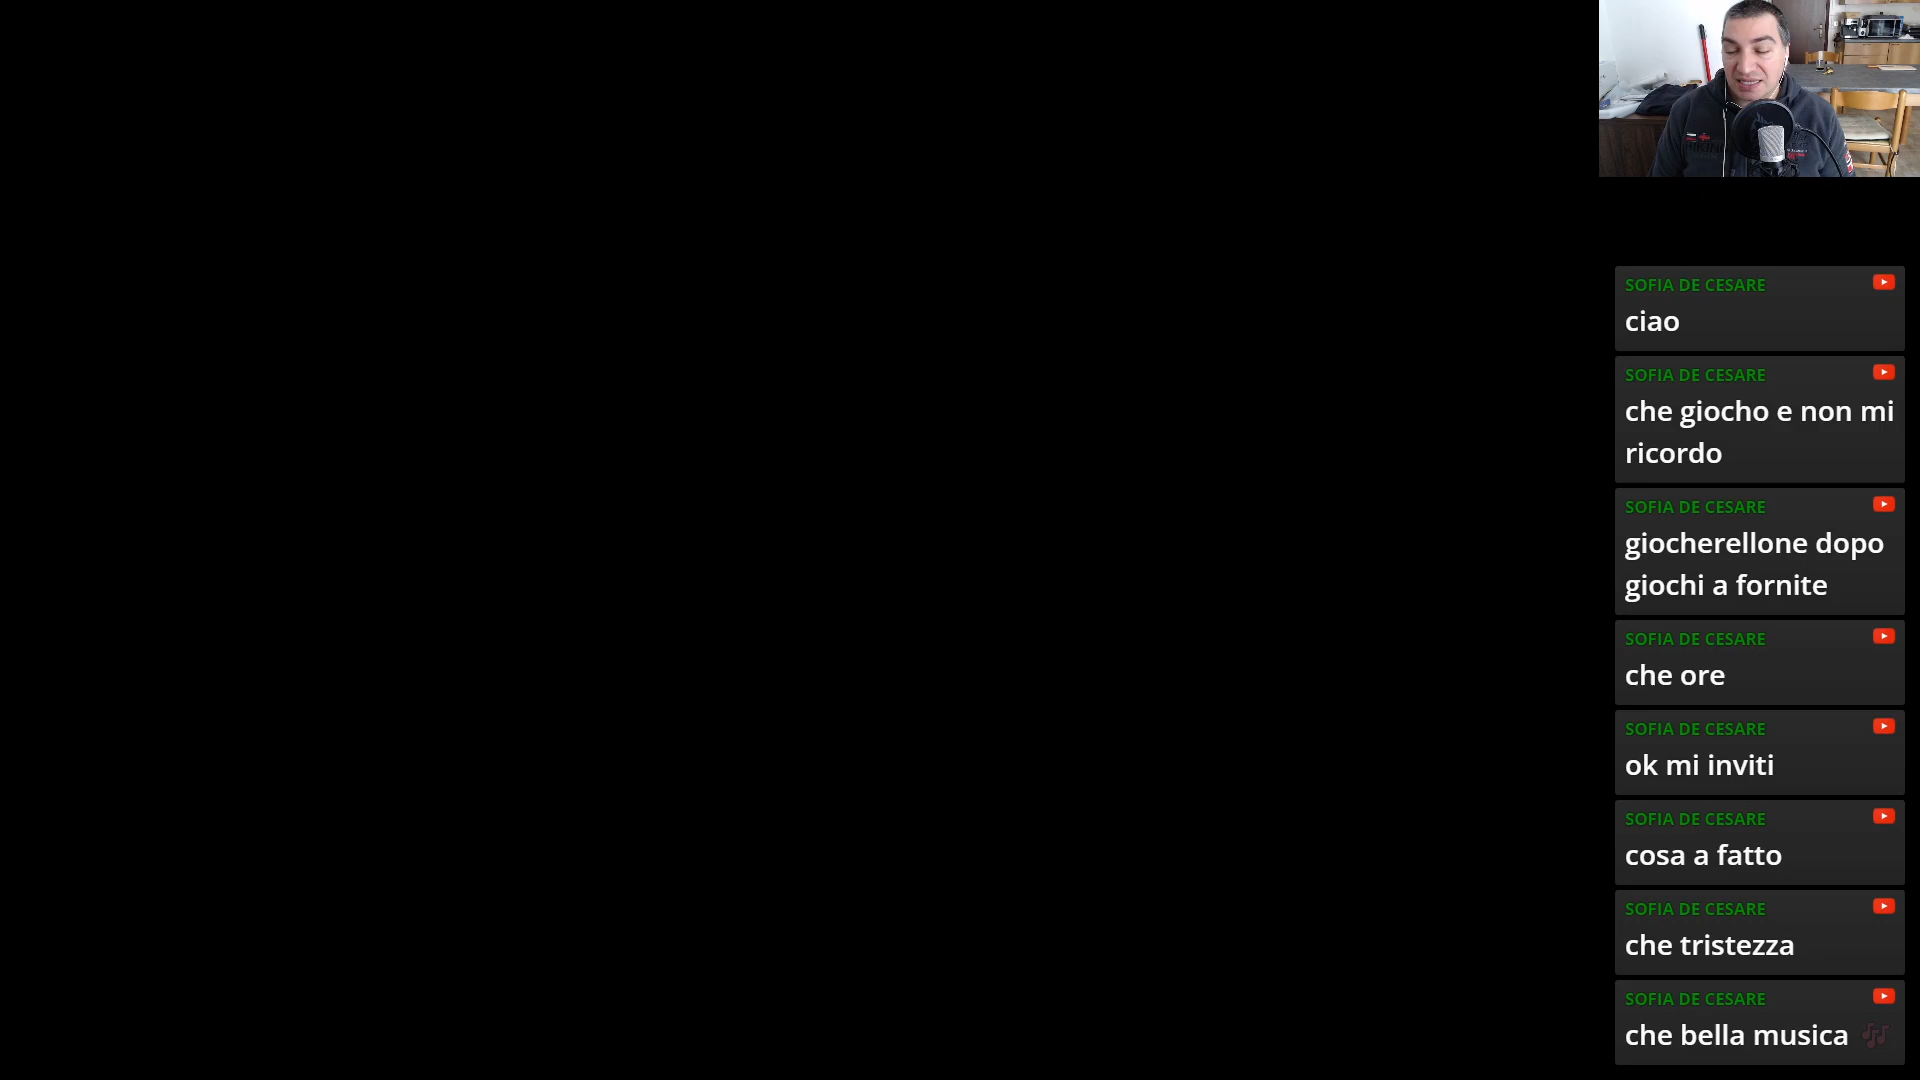 SOFIA DE CESARE
ciao
SOFIA DE CESARE
che giocho e non mi
ricordo
SOFIA DE CESARE
giocherellone dopo
giochi a fornite
SOFIA DE CESARE
che ore
SOFIA DE CESARE
ok mi inviti
SOFIA DE CESARE
cosa a fatto
SOFIA DE CESARE
che tristezza
SOFIA DE CESARE
che bella musica 🎶